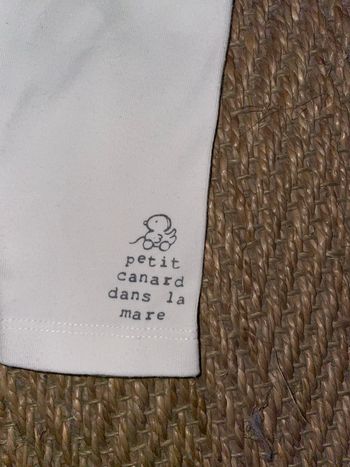 petit
canard
dans la
mare